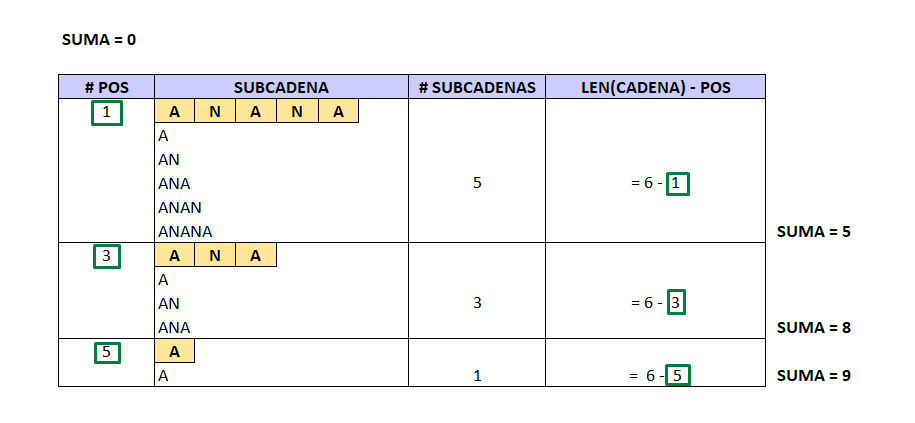 SUMA = 0
# POS SUBCADENA # SUBCADENAS LEN(CADENA) - POS
1 A N A N A
A
AN
ANA 5 = 6 - 1
ANAN
ANANA SUMA = 5
3 A N A
A
AN 3 = 6 - 3
ANA SUMA = 8
5 A
A 1 = 6 - 5 SUMA = 9